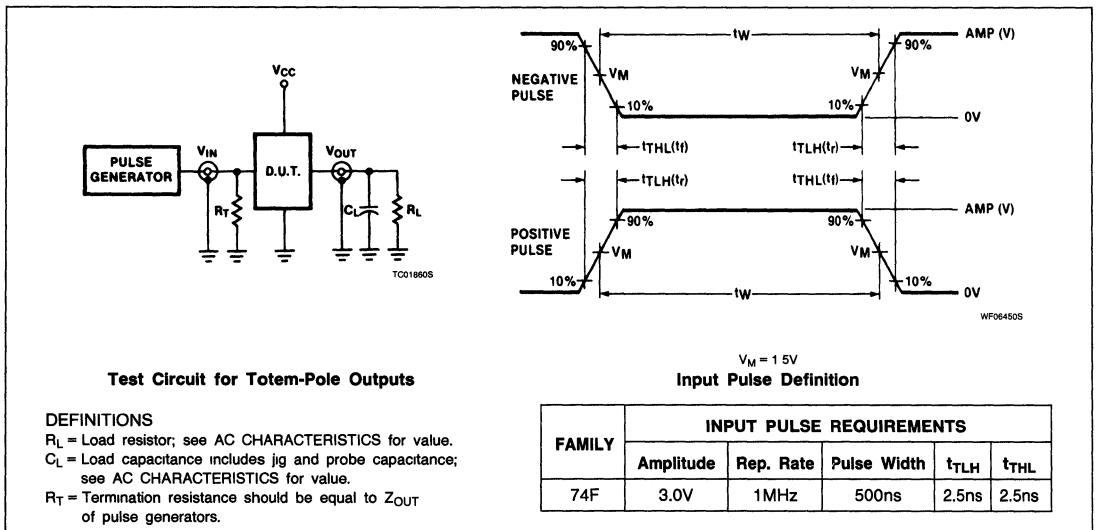 VCC
PULSE
GENERATOR
VIN
D.U.T.
VOUT
RT
CL
RL
TC01860S
Test Circuit for Totem-Pole Outputs
DEFINITIONS
RL = Load resistor; see AC CHARACTERISTICS for value.
CL = Load capacitance includes jig and probe capacitance;
see AC CHARACTERISTICS for value.
RT = Termination resistance should be equal to ZOUT
of pulse generators.
90% tW 90% AMP (V)
NEGATIVE
PULSE
VM VM
10% 10% 0V
tTHL(tf) tTLH(tr)
tTLH(tr) tTHL(tf)
90% 90% AMP (V)
POSITIVE
PULSE
VM VM
10% tW 10% 0V
WF06450S
VM = 1 5V
Input Pulse Definition
FAMILY INPUT PULSE REQUIREMENTS
Amplitude Rep. Rate Pulse Width tTLH tTHL
74F 3.0V 1MHz 500ns 2.5ns 2.5ns